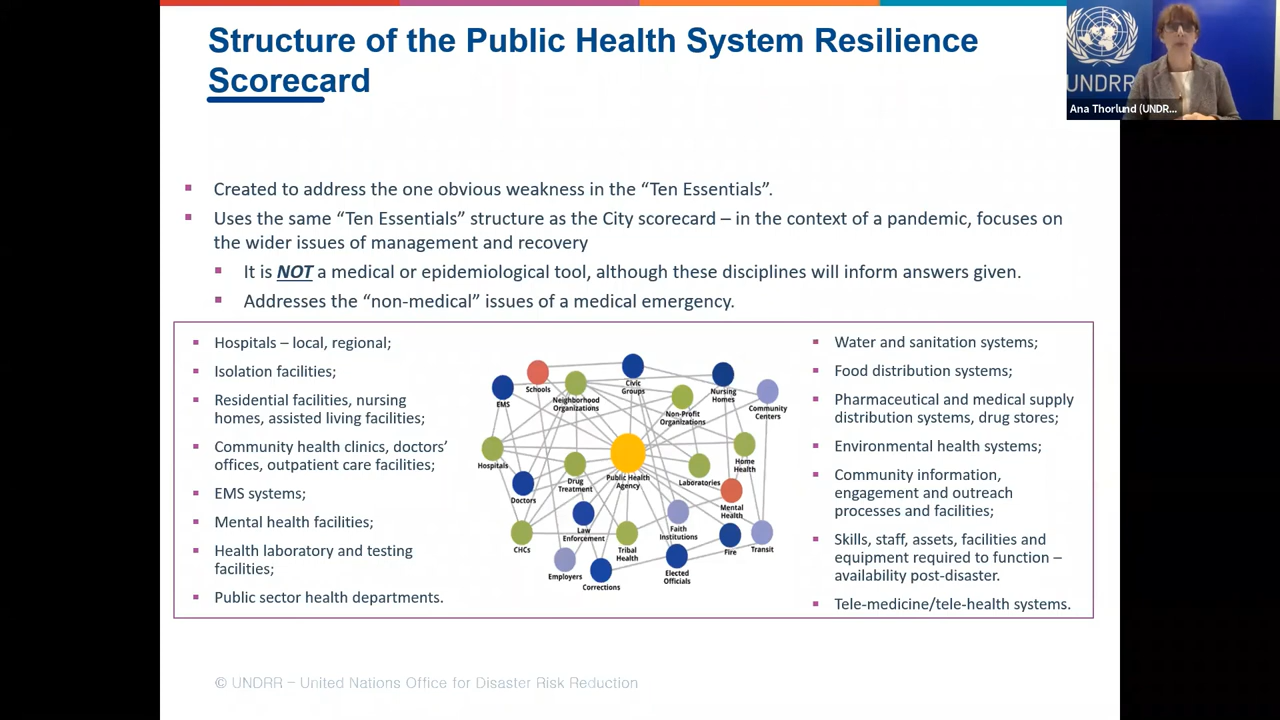 Structure of the Public Health System Resilience
Scorecard
UNDRR
Ana Thorlund (UNDR...
Created to address the one obvious weakness in the “Ten Essentials”.
Uses the same “Ten Essentials” structure as the City scorecard – in the context of a pandemic, focuses on
the wider issues of management and recovery
It is NOT a medical or epidemiological tool, although these disciplines will inform answers given.
Addresses the “non-medical” issues of a medical emergency.
Hospitals – local, regional;
Isolation facilities;
Residential facilities, nursing
homes, assisted living facilities;
Community health clinics, doctors’
offices, outpatient care facilities;
EMS systems;
Mental health facilities;
Health laboratory and testing
facilities;
Public sector health departments.
Schools
Civic
Groups
EMS
Neighborhood
Organizations
Nursing
Homes
Non-Profit
Organizations
Community
Centers
Hospitals
Home
Health
Drug
Treatment
Public Health
Agency
Laboratories
Doctors
Mental
Health
Law
Enforcement
Faith
Institutions
CHCs
Tribal
Health
Fire
Transit
Employers
Corrections
Elected
Officials
Water and sanitation systems;
Food distribution systems;
Pharmaceutical and medical supply
distribution systems, drug stores;
Environmental health systems;
Community information,
engagement and outreach
processes and facilities;
Skills, staff, assets, facilities and
equipment required to function –
availability post-disaster.
Tele-medicine/tele-health systems.
© UNDRR – United Nations Office for Disaster Risk Reduction